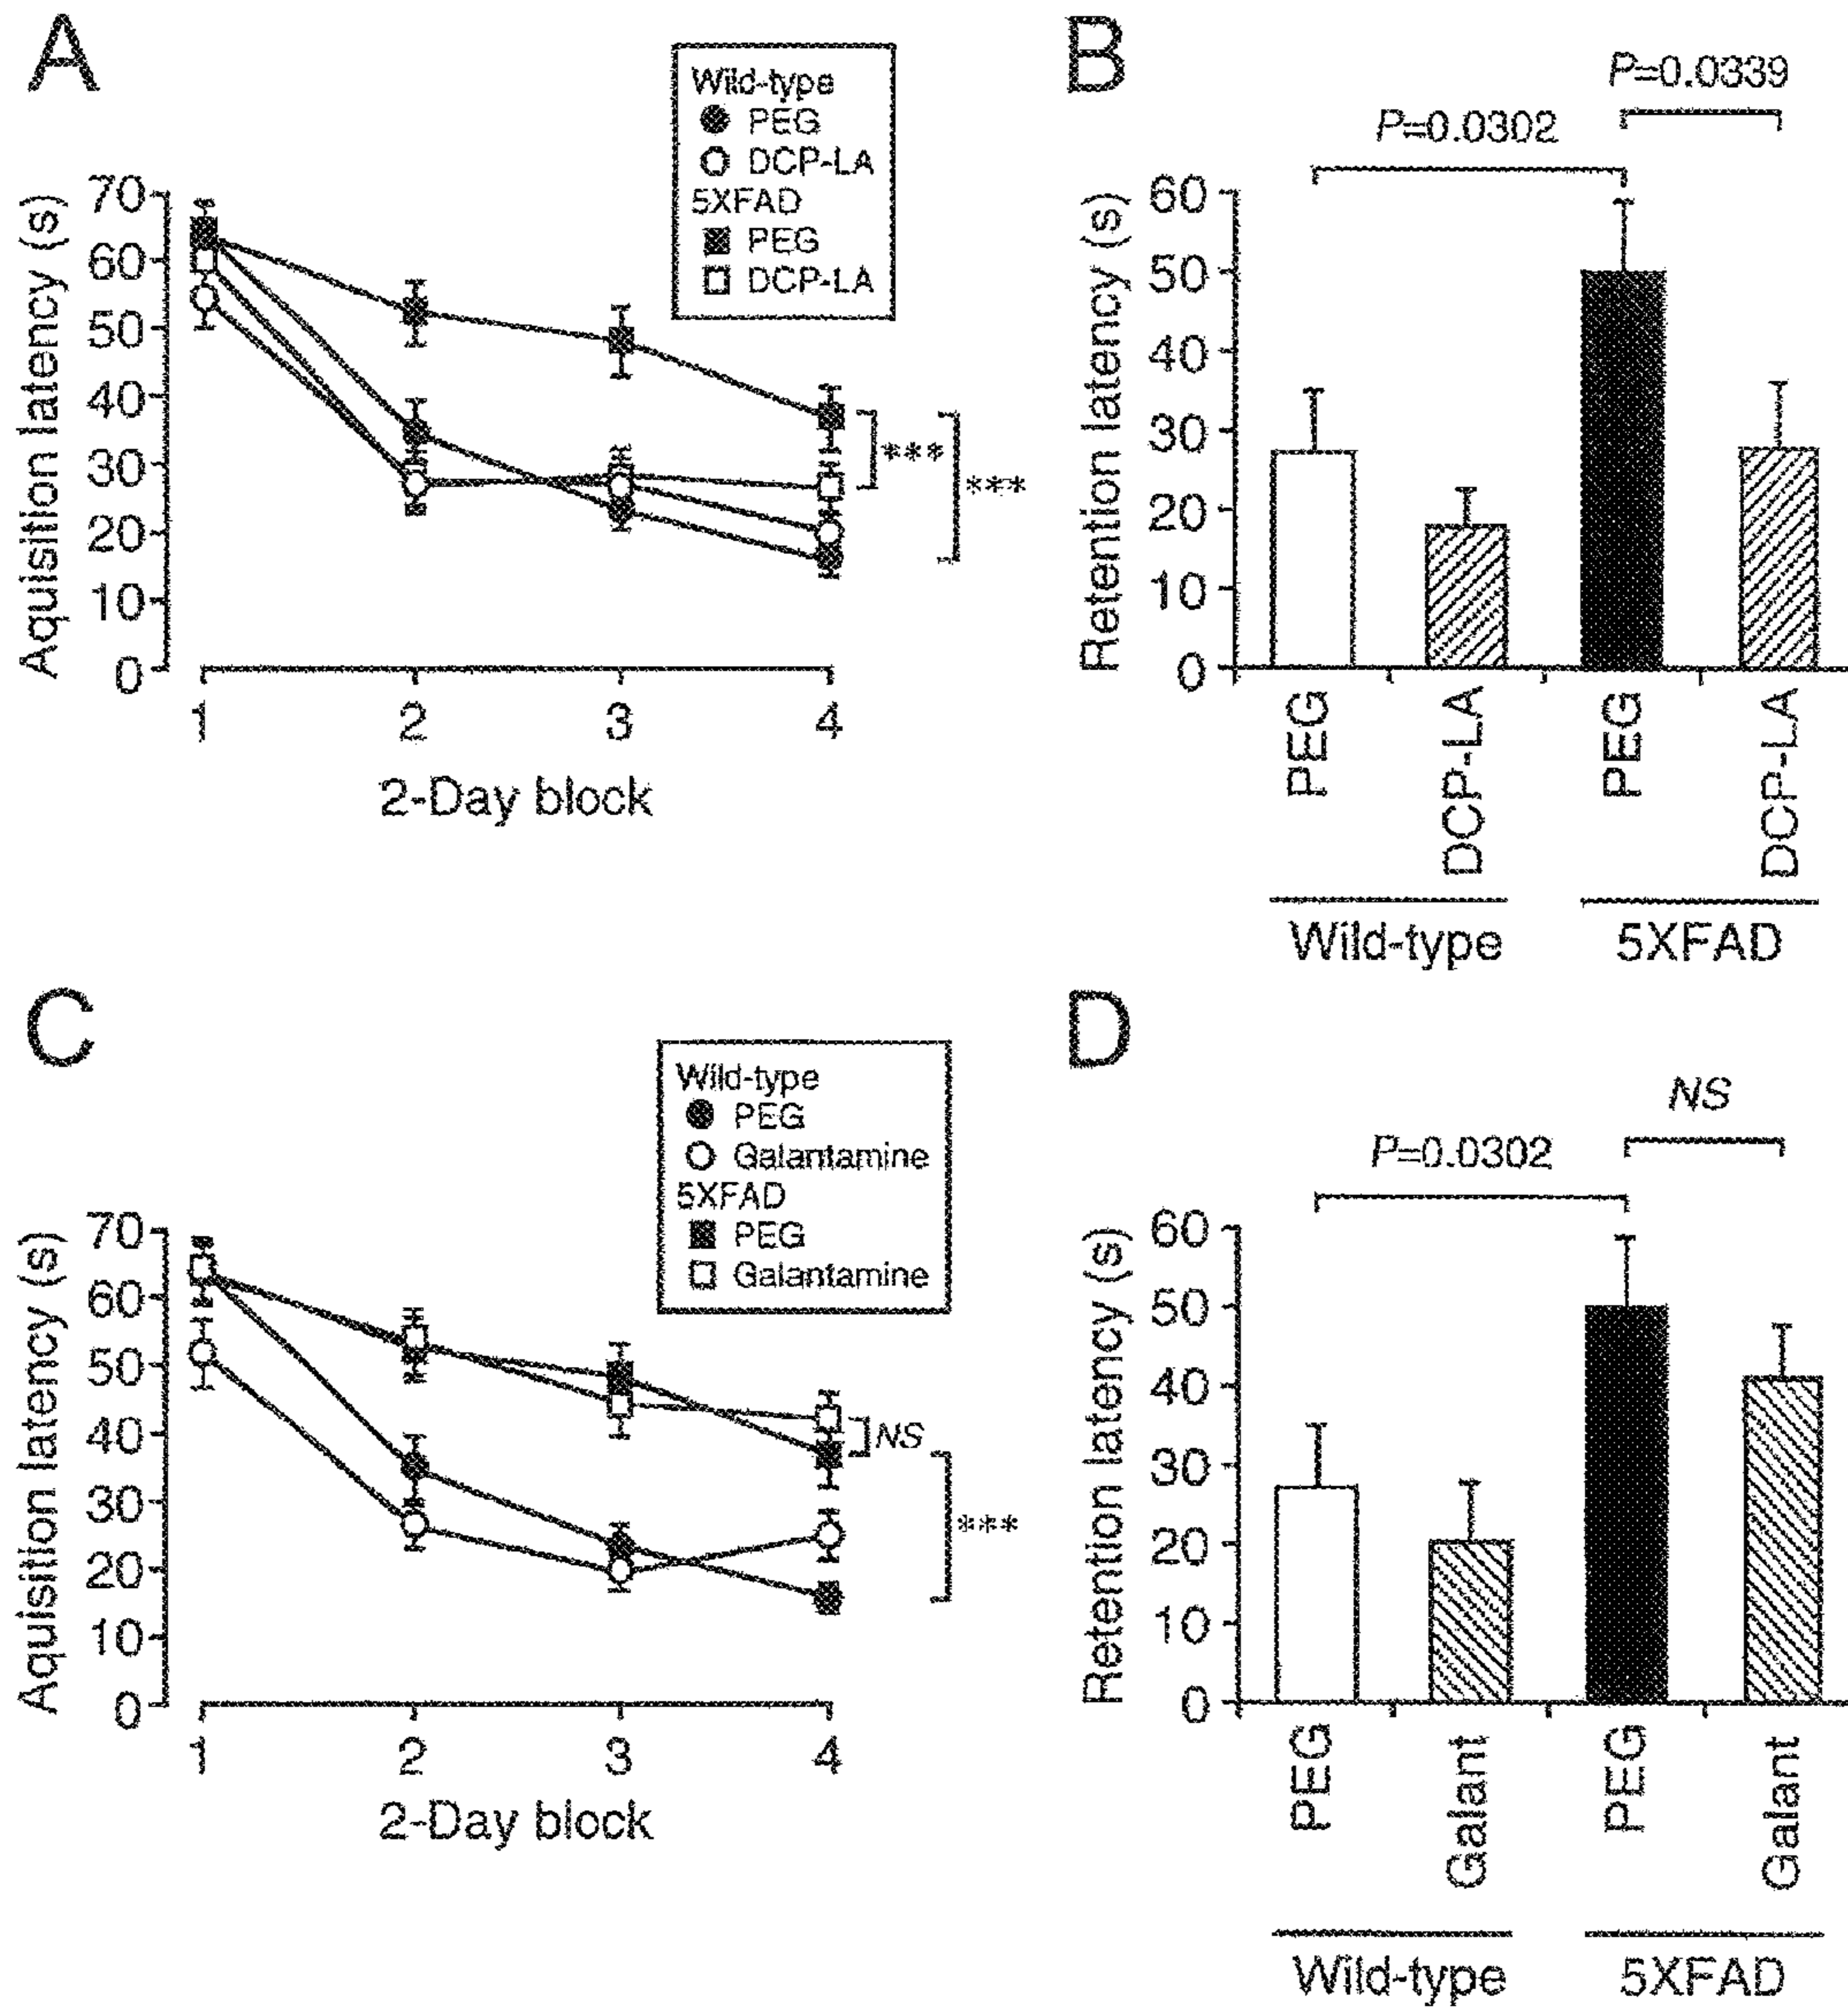 A
Wild-type
PEG
DCP-LA
5XFAD
PEG
DCP-LA
Aquisition latency (s)
70
60
50
40
30
20
10
0
***
***
1 2 3 4
2-Day block
B
P=0.0339
P=0.0302
Retention latency (s)
60
50
40
30
20
10
0
PEG
DCP-LA
PEG
DCP-LA
Wild-type 5XFAD
C
Wild-type
PEG
Galantamine
5XFAD
PEG
Galantamine
Aquisition latency (s)
70
60
50
40
30
20
10
0
NS
***
1 2 3 4
2-Day block
D
NS
P=0.0302
Retention latency (s)
60
50
40
30
20
10
0
PEG
Galant
PEG
Galant
Wild-type 5XFAD